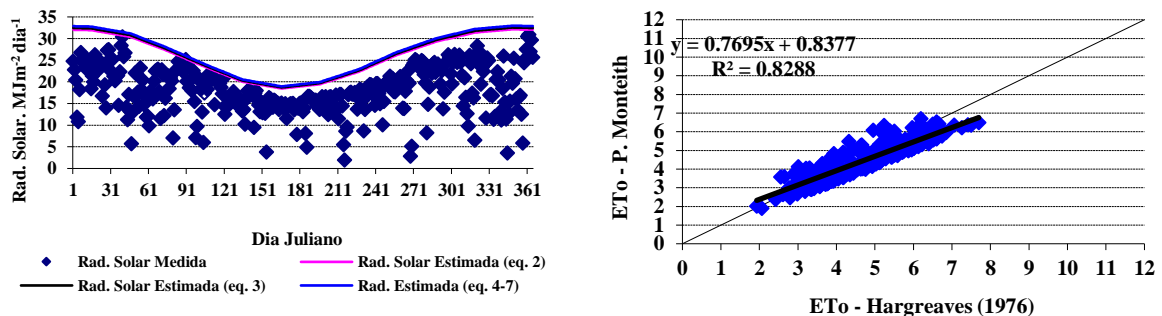 Rad. Solar. MJ.m-2.dia-1
35
30
25
20
15
10
5
0
1 31 61 91 121 151 181 211 241 271 301 331 361
Dia Juliano
Rad. Solar Medida
Rad. Solar Estimada (eq. 2)
Rad. Solar Estimada (eq. 3)
Rad. Estimada (eq. 4-7)
ETo - P. Monteith
12
11
10
9
8
7
6
5
4
3
2
1
0
y = 0.7695x + 0.8377
R² = 0.8288
0 1 2 3 4 5 6 7 8 9 10 11 12
ETo - Hargreaves (1976)